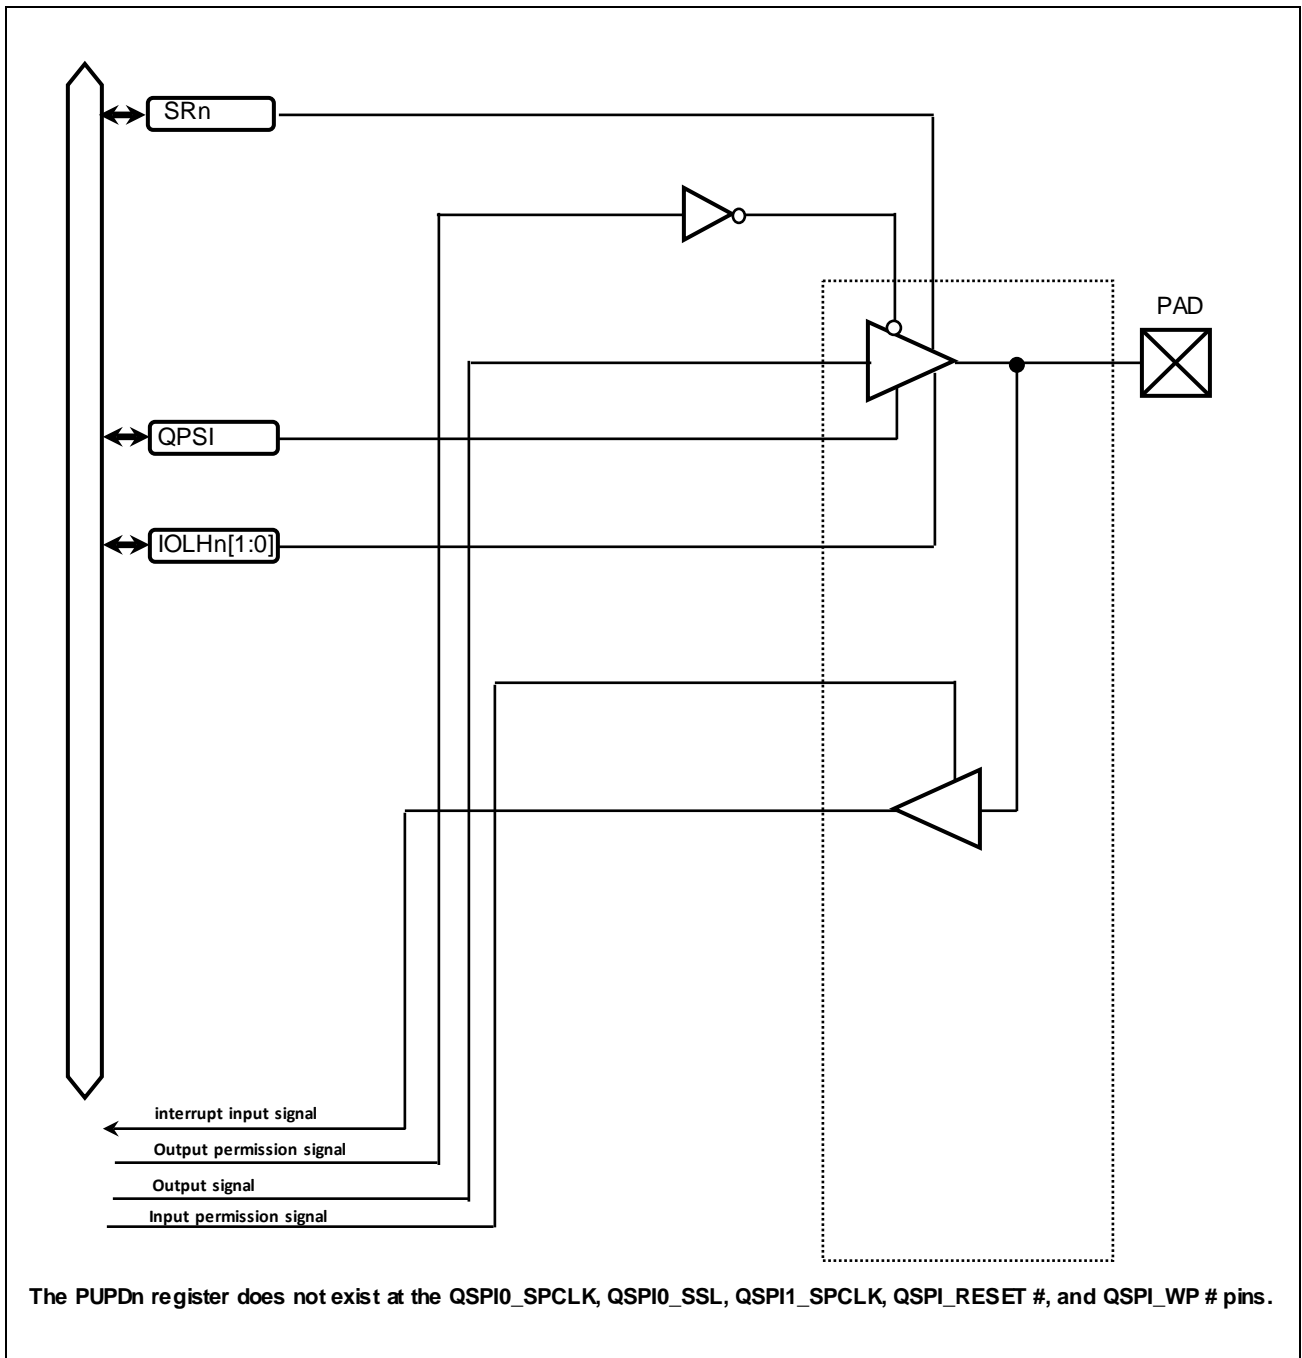 SRn
PAD
QPSI
IOLHn[1:0]
interrupt input signal
Output permission signal
Output signal
Input permission signal
The PUPDn register does not exist at the QSPI0_SPCLK, QSPI0_SSL, QSPI1_SPCLK, QSPI_RESET #, and QSPI_WP # pins.